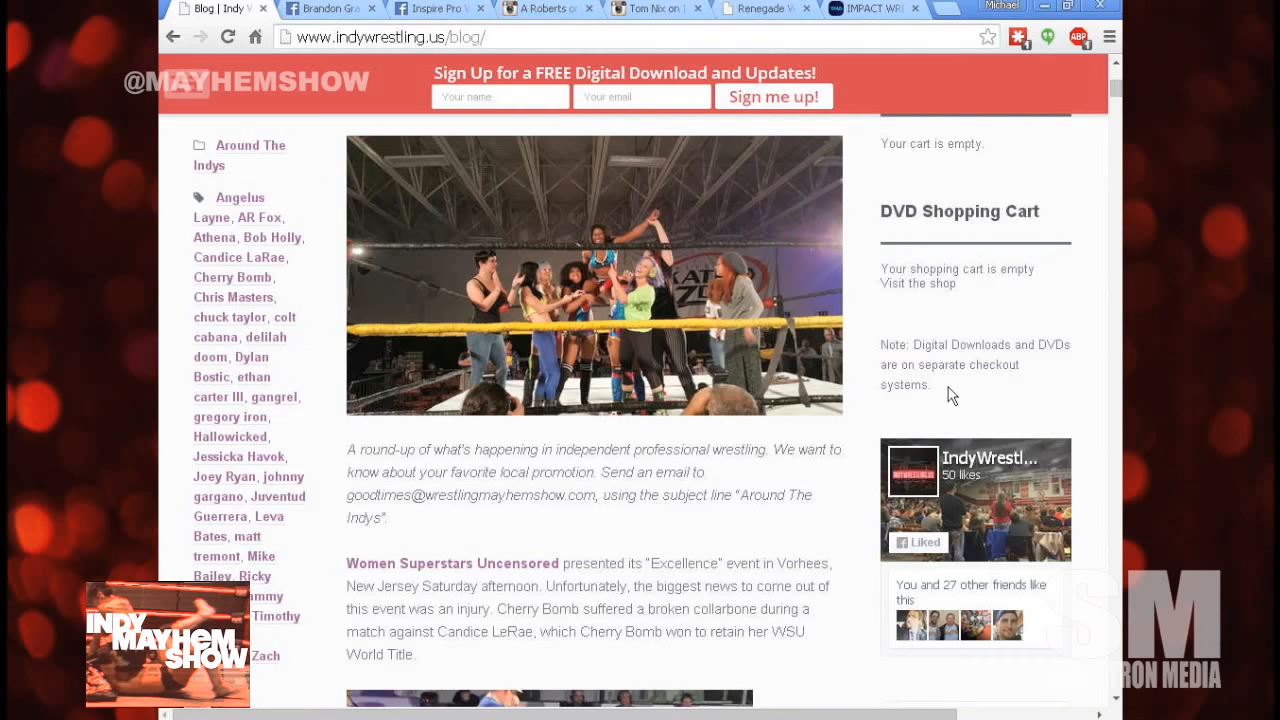 Blog | Indy W
Brandon Gra
Inspire Pro
A Roberts o
Tom Nix on
Renegade
IMPACT WR
Michael
www.indywrestling.us/blog/
@MAYHEMSHOW
Sign Up for a FREE Digital Download and Updates!
Your name
Your email
Sign me up!
Around The
Indys
Angelus
Layne, AR Fox,
Athena, Bob Holly,
Candice LaRae,
Cherry Bomb,
Chris Masters,
chuck taylor, colt
cabana, delilah
doom, Dylan
Bostic, ethan
carter III, gangrel,
gregory iron,
Hallowicked,
Jessicka Havok,
Joey Ryan, johnny
gargano, Juventud
Guerrera, Leva
Bates, matt
tremont, Mike
Bailey, Ricky
Timothy
Zach
INDY
MAYHEM
SHOW
A round-up of what's happening in independent professional wrestling. We want to
know about your favorite local promotion. Send an email to
goodtimes@wrestlingmayhemshow.com, using the subject line "Around The
Indys".
Women Superstars Uncensored presented its "Excellence" event in Vorhees,
New Jersey Saturday afternoon. Unfortunately, the biggest news to come out of
this event was an injury. Cherry Bomb suffered a broken collarbone during a
match against Candice LeRae, which Cherry Bomb won to retain her WSU
World Title.
Your cart is empty.
DVD Shopping Cart
Your shopping cart is empty
Visit the shop
Note: Digital Downloads and DVDs
are on separate checkout
systems.
IndyWrestl...
50 likes
Liked
You and 27 other friends like
this
SM
TRON MEDIA